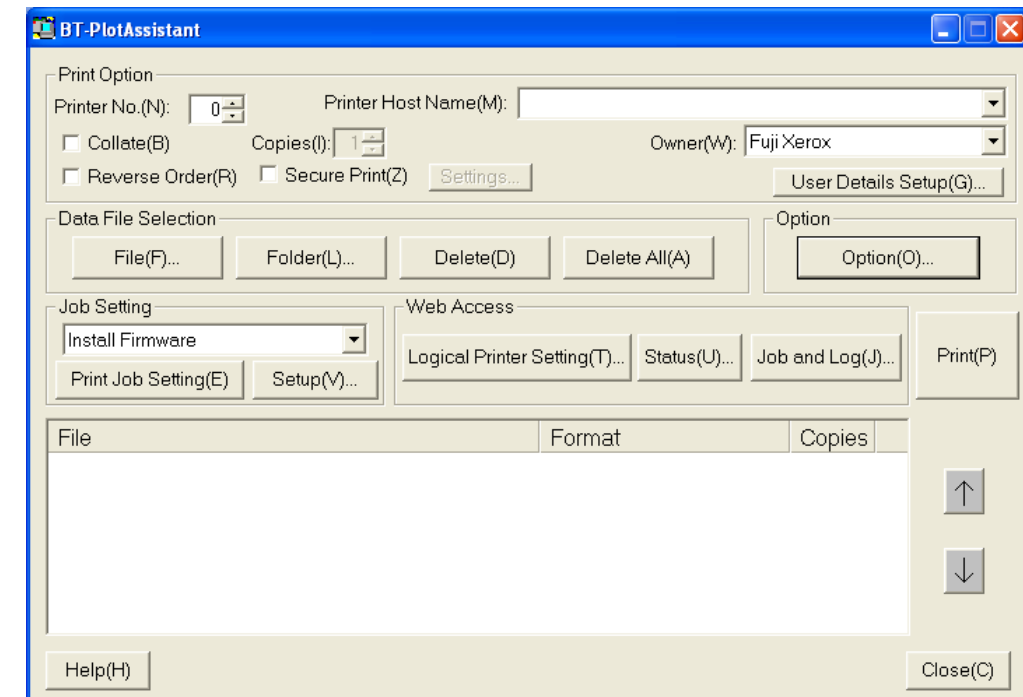 BT-PlotAssistant
Print Option
Printer No.(N): 0 Printer Host Name(M):
Collate(B) Copies(I): 1 Owner(W): Fuji Xerox
Reverse Order(R) Secure Print(Z) Settings... User Details Setup(G)...
Data File Selection Option
File(F)... Folder(L)... Delete(D) Delete All(A) Option(O)...
Job Setting Web Access
Install Firmware
Logical Printer Setting(T)... Status(U)... Job and Log(J)... Print(P)
Print Job Setting(E) Setup(V)...
File Format Copies
Help(H) Close(C)